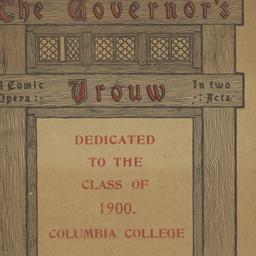 The Governor's
A Comic Vrouw In two
Opera :. .: Acts
DEDICATED
TO THE
CLASS OF
1900.
COLUMBIA COLLEGE